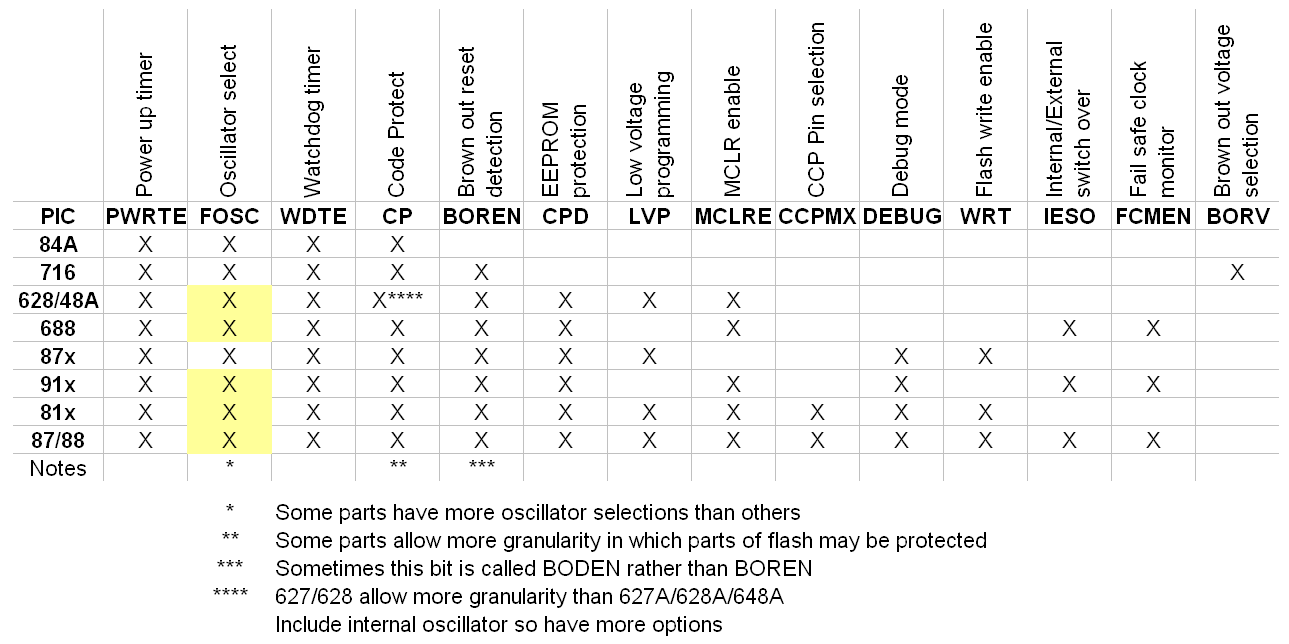 Power up timer
Oscillator select
Watchdog timer
Code Protect
Brown out reset
detection
EEPROM
protection
Low voltage
programming
MCLR enable
CCP Pin selection
Debug mode
Flash write enable
Internal/External
switch over
Fail safe clock
monitor
Brown out voltage
selection
PIC PWRTE FOSC WDTE CP BOREN CPD LVP MCLRE CCPMX DEBUG WRT IESO FCMEN BORV
84A X X X X
716 X X X X X X
628/48A X X X X**** X X X X
688 X X X X X X X X X
87x X X X X X X X X X
91x X X X X X X X X X X
81x X X X X X X X X X X X
87/88 X X X X X X X X X X X X X
Notes * ** ***
* Some parts have more oscillator selections than others
** Some parts allow more granularity in which parts of flash may be protected
*** Sometimes this bit is called BODEN rather than BOREN
**** 627/628 allow more granularity than 627A/628A/648A
Include internal oscillator so have more options